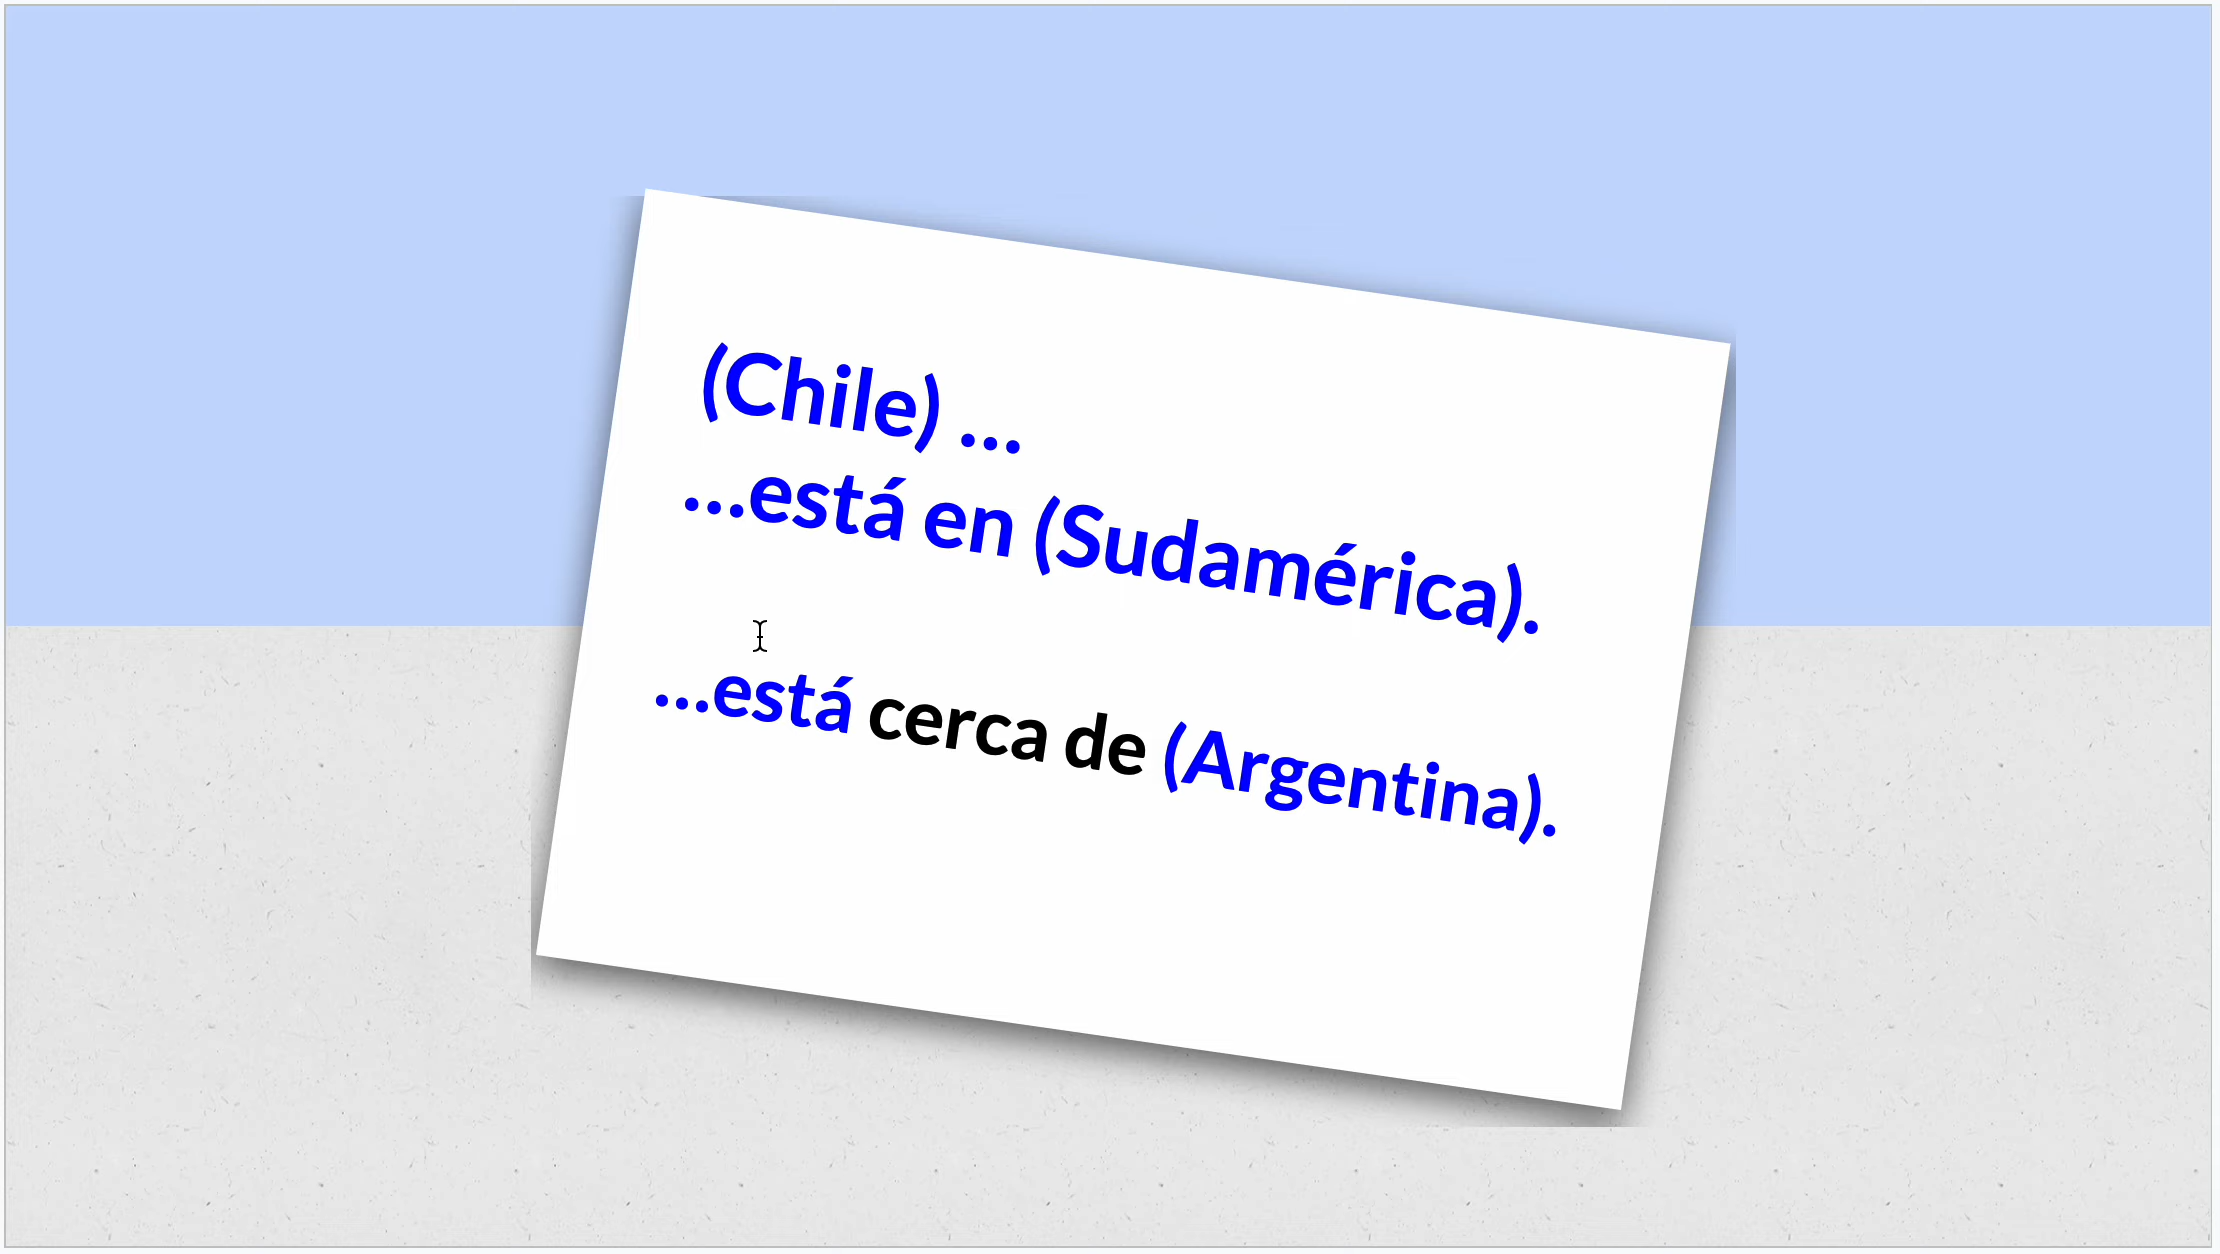 (Chile) ...
...está en (Sudamérica).
...está cerca de (Argentina).